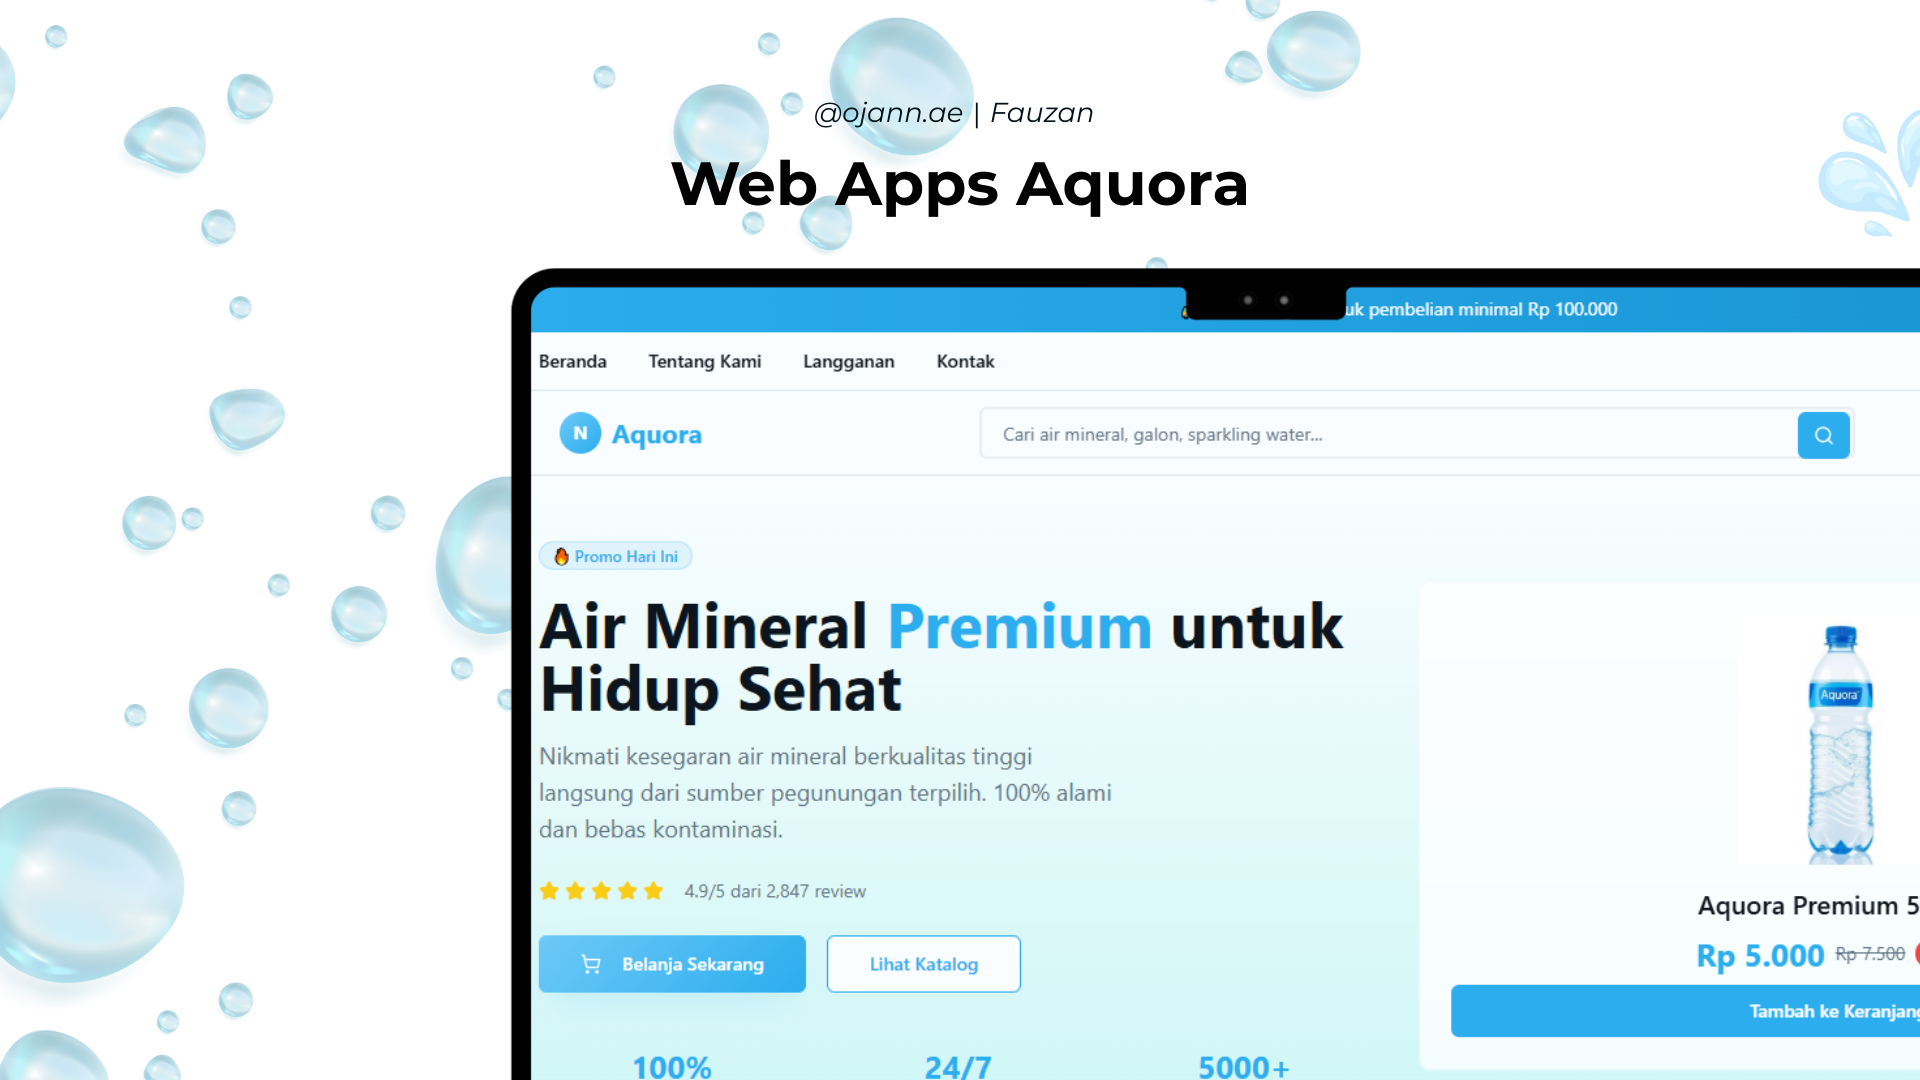 @ojann.ae | Fauzan
Web Apps Aquora
uk pembelian minimal Rp 100.000
Beranda Tentang Kami Langganan Kontak
N Aquora
Cari air mineral, galon, sparkling water...
Promo Hari Ini
Air Mineral Premium untuk
Hidup Sehat
Nikmati kesegaran air mineral berkualitas tinggi
langsung dari sumber pegunungan terpilih. 100% alami
dan bebas kontaminasi.
4.9/5 dari 2,847 review
Belanja Sekarang
Lihat Katalog
100% 24/7 5000+
Aquora
Aquora Premium 5
Rp 5.000 Rp 7.500
Tambah ke Keranjang